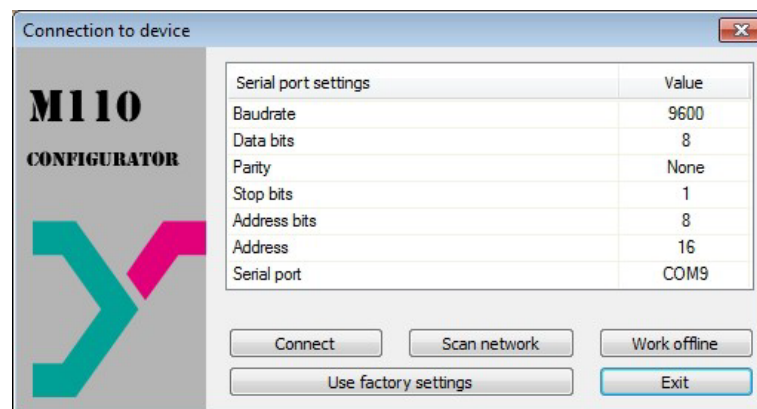 Connection to device
M110
CONFIGURATOR
Serial port settings Value
Baudrate 9600
Data bits 8
Parity None
Stop bits 1
Address bits 8
Address 16
Serial port COM9
Connect Scan network Work offline
Use factory settings Exit